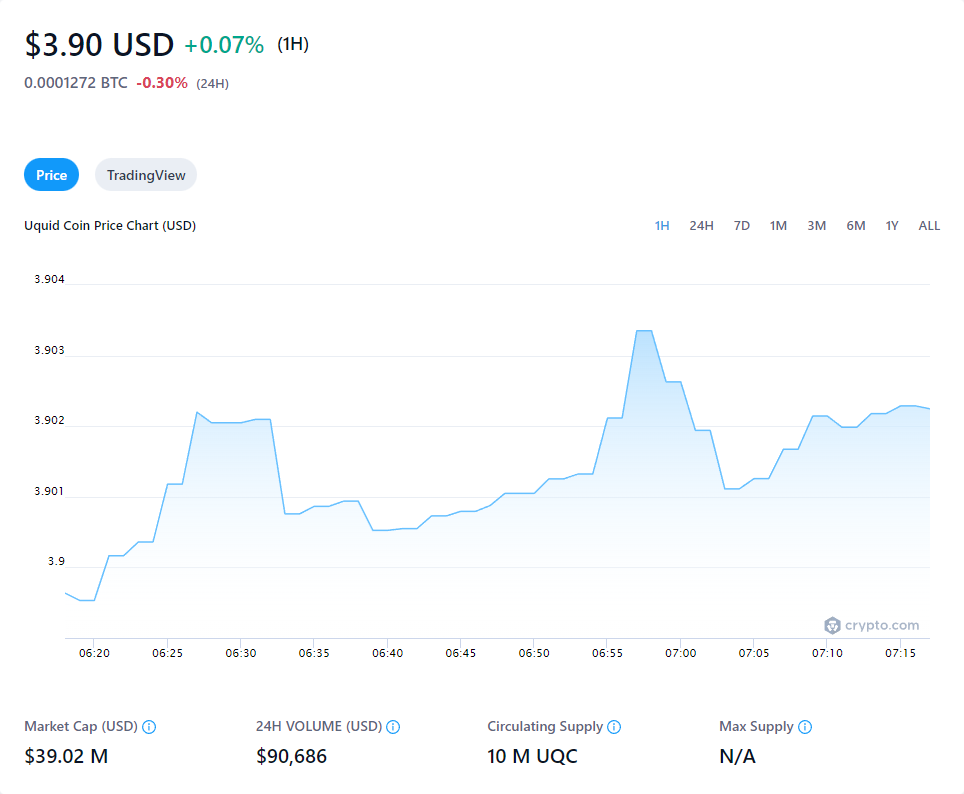 $3.90 USD +0.07% (1H)
0.0001272 BTC -0.30% (24H)
Price TradingView
Uquid Coin Price Chart (USD) 1H 24H 7D 1M 3M 6M 1Y ALL
3.904
3.903
3.902
3.901
3.9
crypto.com
06:20 06:25 06:30 06:35 06:40 06:45 06:50 06:55 07:00 07:05 07:10 07:15
Market Cap (USD) 24H VOLUME (USD) Circulating Supply Max Supply
$39.02 M $90,686 10 M UQC N/A